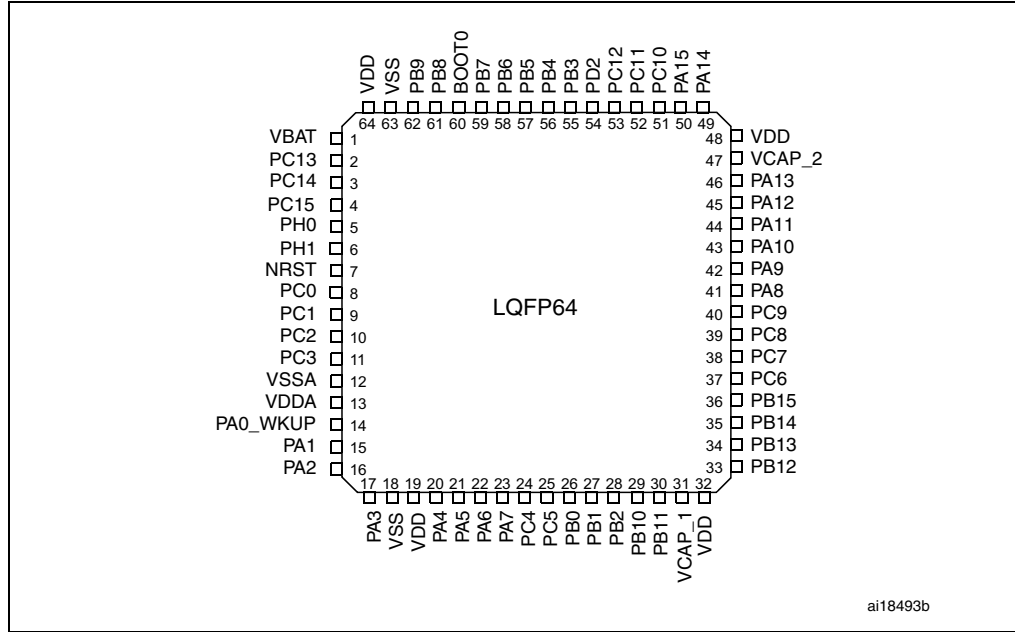 VDD VSS PB9 PB8 BOOT0 PB7 PB6 PB5 PB4 PB3 PD2 PC12 PC11 PC10 PA15 PA14
64 63 62 61 60 59 58 57 56 55 54 53 52 51 50 49
VBAT 1
PC13 2
PC14 3
PC15 4
PH0 5
PH1 6
NRST 7
PC0 8
PC1 9
PC2 10
PC3 11
VSSA 12
VDDA 13
PA0_WKUP 14
PA1 15
PA2 16
LQFP64
48 VDD
47 VCAP_2
46 PA13
45 PA12
44 PA11
43 PA10
42 PA9
41 PA8
40 PC9
39 PC8
38 PC7
37 PC6
36 PB15
35 PB14
34 PB13
33 PB12
17 18 19 20 21 22 23 24 25 26 27 28 29 30 31 32
PA3 VSS VDD PA4 PA5 PA6 PA7 PC4 PC5 PB0 PB1 PB2 PB10 PB11 VCAP_1 VDD
ai18493b